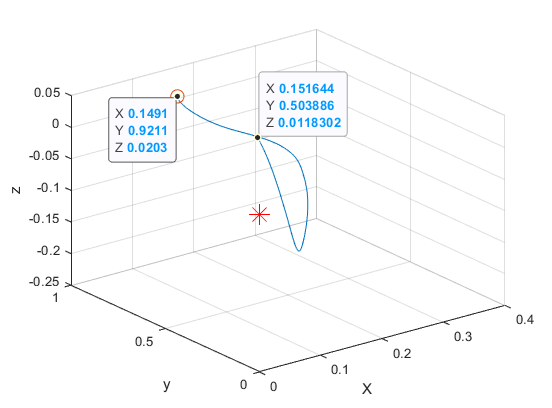 X 0.151644
Y 0.503886
Z 0.0118302
X 0.1491
Y 0.9211
Z 0.0203
0.05
0
-0.05
-0.1
-0.15
-0.2
-0.25
z
1
0.5
0
y
0
0.1
0.2
0.3
0.4
X